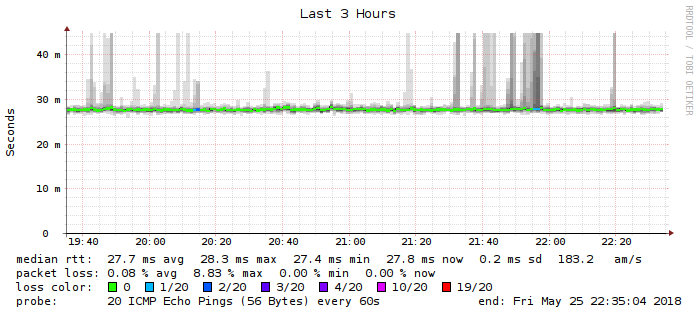 Last 3 Hours
RRDTOOL / TOBI OETIKER
Seconds
40 m
30 m
20 m
10 m
0
19:40 20:00 20:20 20:40 21:00 21:20 21:40 22:00 22:20
median rtt: 27.7 ms avg 28.3 ms max 27.4 ms min 27.8 ms now 0.2 ms sd 183.2 am/s
packet loss: 0.08 % avg 8.83 % max 0.00 % min 0.00 % now
loss color: 0 1/20 2/20 3/20 4/20 10/20 19/20
probe: 20 ICMP Echo Pings (56 Bytes) every 60s end: Fri May 25 22:35:04 2018